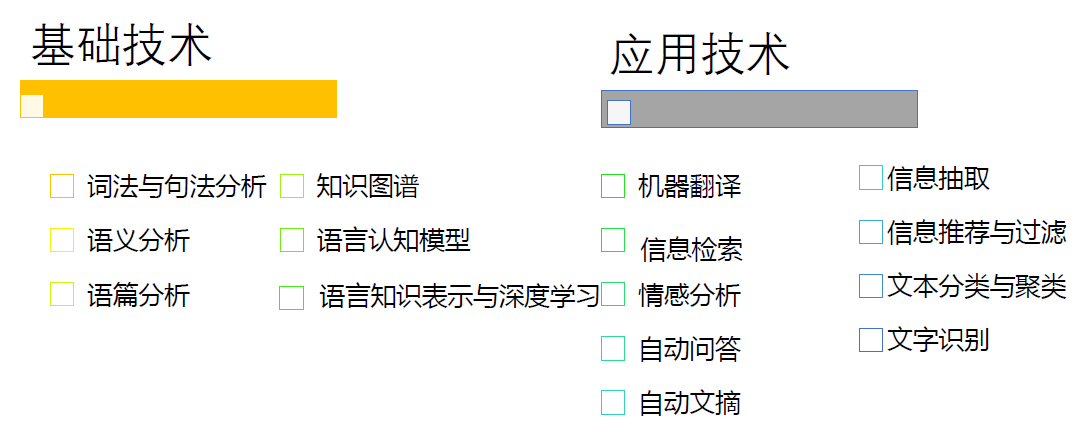 基础技术
词法与句法分析
语义分析
语篇分析
知识图谱
语言认知模型
语言知识表示与深度学习
应用技术
机器翻译
信息检索
情感分析
自动问答
自动文摘
信息抽取
信息推荐与过滤
文本分类与聚类
文字识别